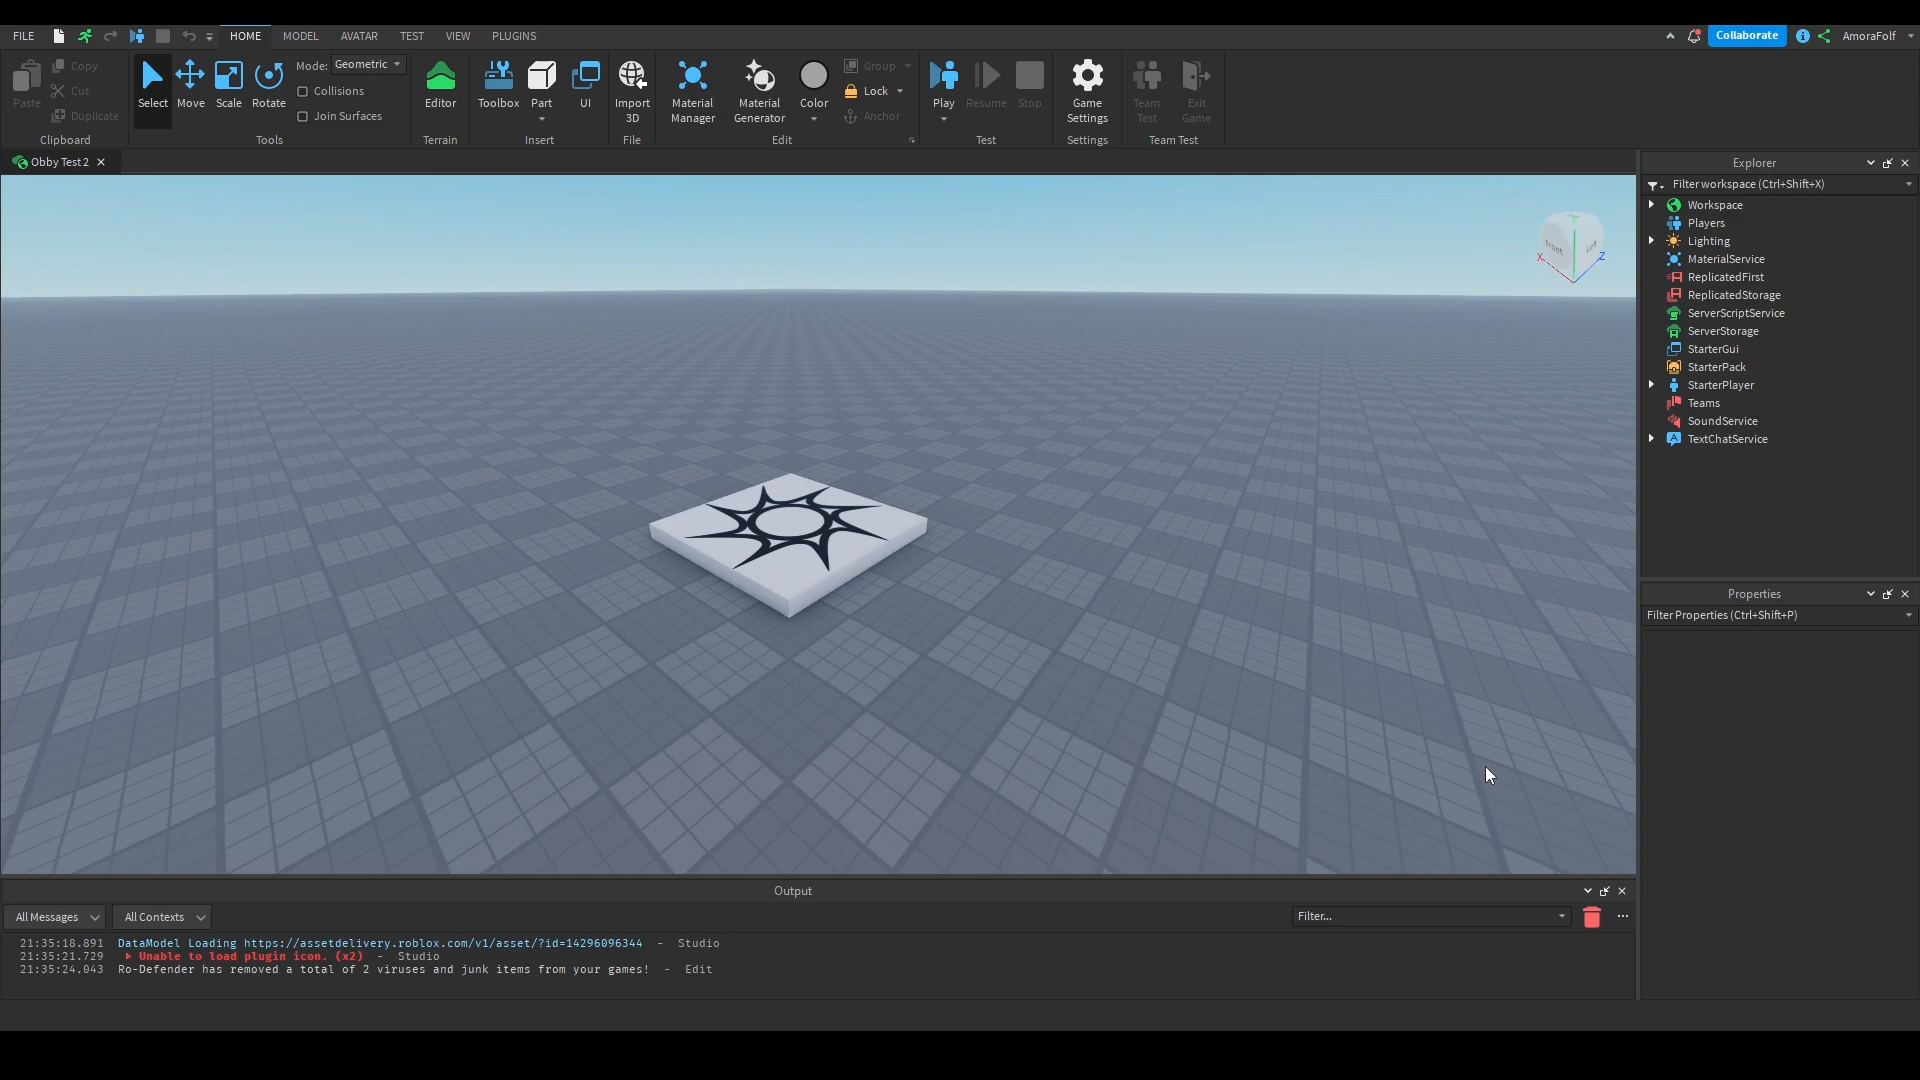 FILE HOME MODEL AVATAR TEST VIEW PLUGINS Collaborate AmoraFolf
Paste Copy Cut Duplicate Clipboard
Select Move Scale Rotate Mode: Geometric Collisions Join Surfaces Tools
Editor Terrain
Toolbox Part UI Insert
Import 3D File
Material Manager Material Generator Color Group Lock Anchor Edit
Play Resume Stop Test
Game Settings Settings
Team Test Exit Game Team Test
Obby Test 2
Front Left
X Y Z
Explorer
Filter workspace (Ctrl+Shift+X)
Workspace
Players
Lighting
MaterialService
ReplicatedFirst
ReplicatedStorage
ServerScriptService
ServerStorage
StarterGui
StarterPack
StarterPlayer
Teams
SoundService
TextChatService
Properties
Filter Properties (Ctrl+Shift+P)
Output
All Messages All Contexts Filter...
21:35:18.891 DataModel Loading https://assetdelivery.roblox.com/v1/asset/?id=14296096344 - Studio
21:35:21.729 Unable to load plugin icon. (x2) - Studio
21:35:24.043 Ro-Defender has removed a total of 2 viruses and junk items from your games! - Edit